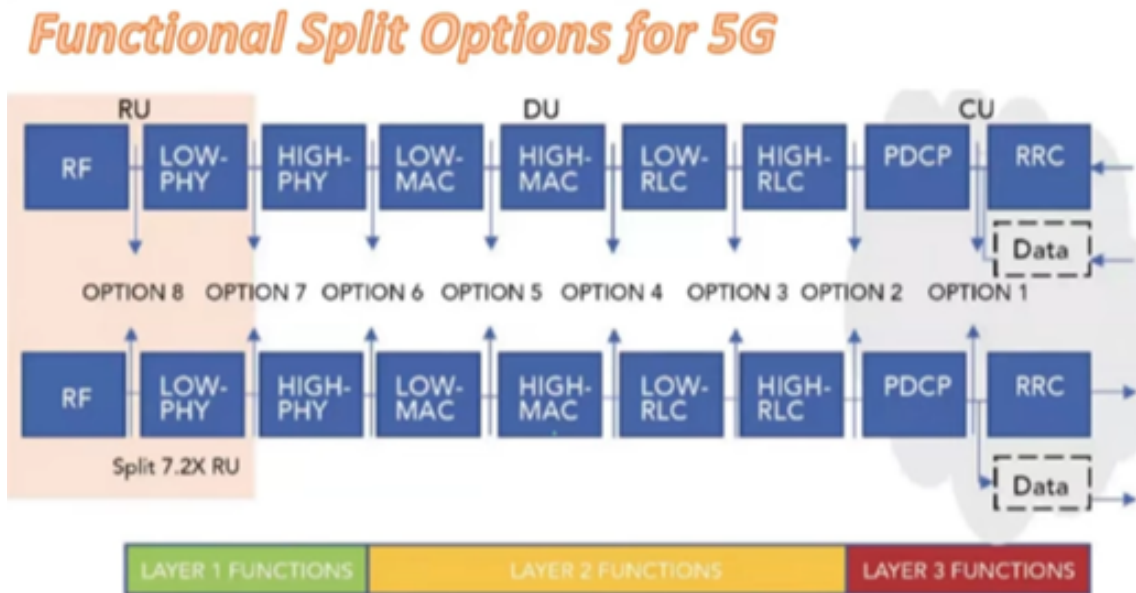 Functional Split Options for 5G
RU DU CU
RF LOW-PHY HIGH-PHY LOW-MAC HIGH-MAC LOW-RLC HIGH-RLC PDCP RRC
Data
OPTION 8 OPTION 7 OPTION 6 OPTION 5 OPTION 4 OPTION 3 OPTION 2 OPTION 1
RF LOW-PHY HIGH-PHY LOW-MAC HIGH-MAC LOW-RLC HIGH-RLC PDCP RRC
Split 7.2X RU
Data
LAYER 1 FUNCTIONS LAYER 2 FUNCTIONS LAYER 3 FUNCTIONS